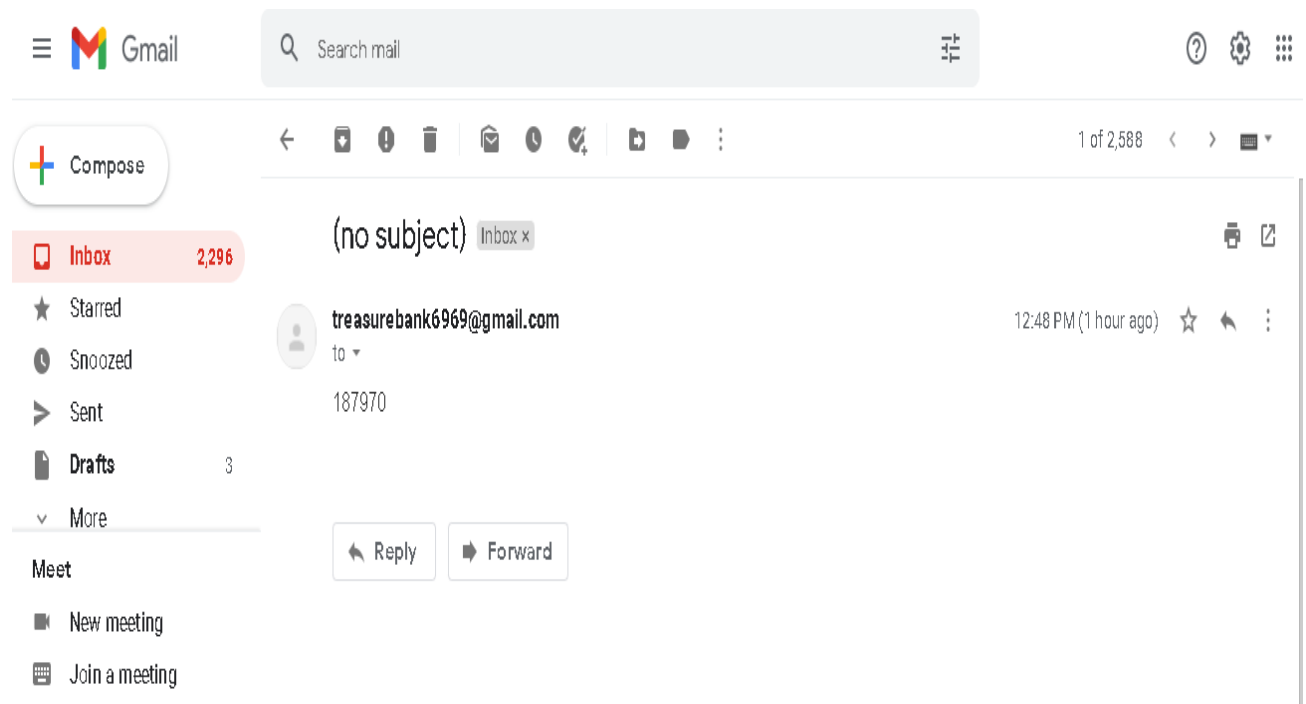 Gmail
Search mail
Compose
1 of 2,588
(no subject) Inbox ×
Inbox 2,296
Starred
treasurebank6969@gmail.com
12:48 PM (1 hour ago)
to
Snoozed
187970
Sent
Drafts 3
More
Reply Forward
Meet
New meeting
Join a meeting